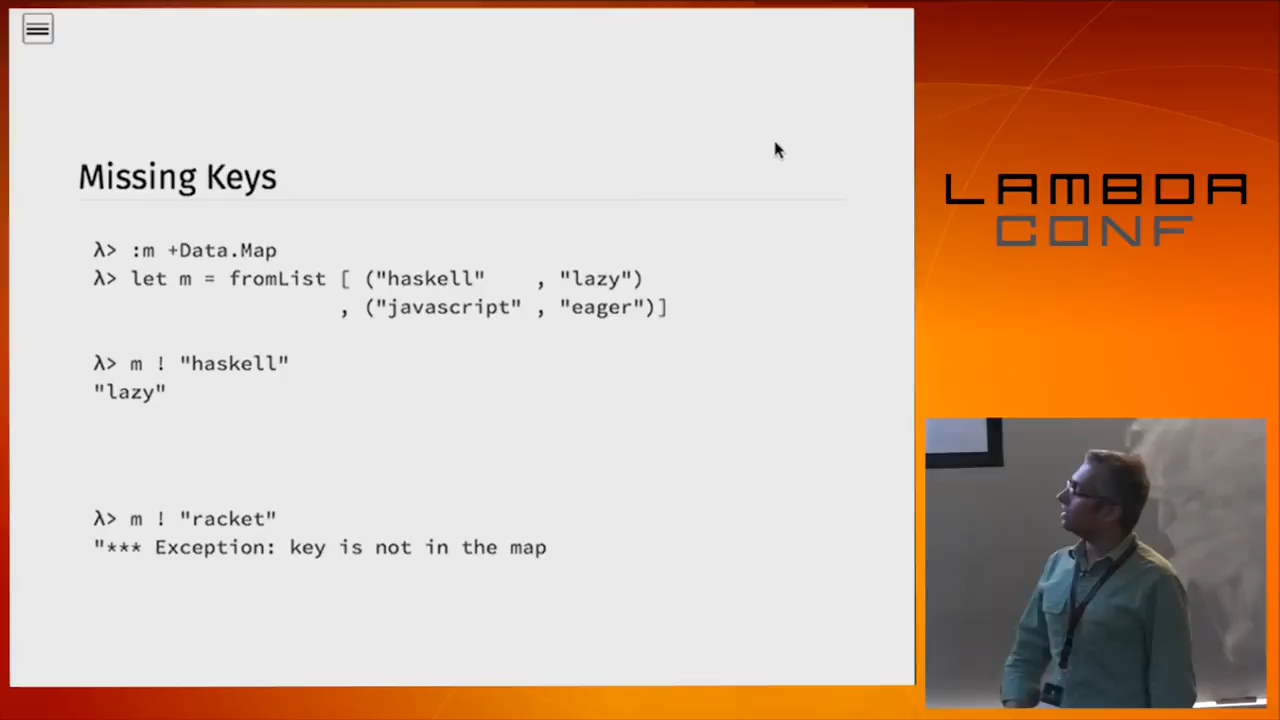 Missing Keys
λ> :m +Data.Map
λ> let m = fromList [ ("haskell"    , "lazy")
                    , ("javascript" , "eager")]
λ> m ! "haskell"
"lazy"
λ> m ! "racket"
"*** Exception: key is not in the map
LAMBDA
CONF